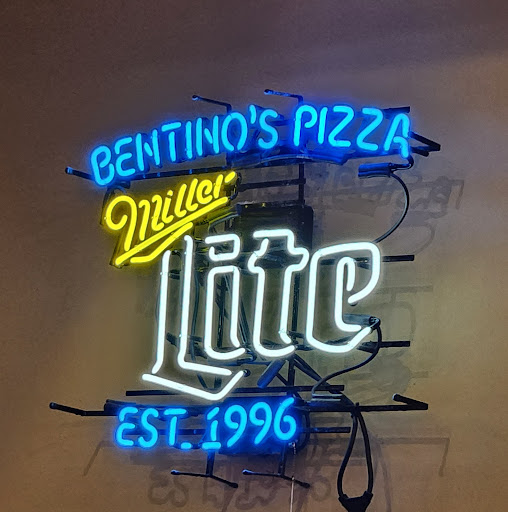 BENTINO'S PIZZA
Miller
Lite
EST. 1996